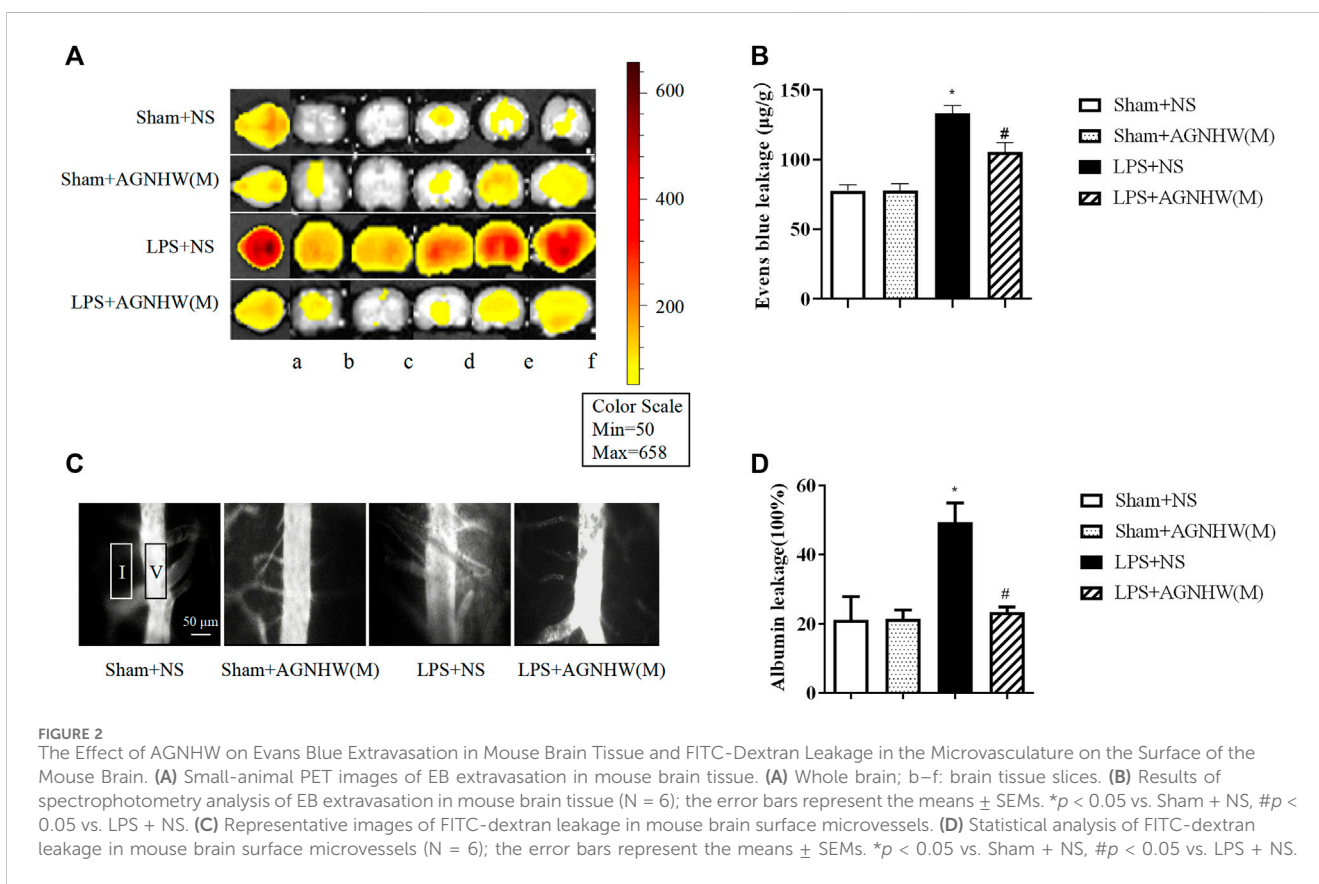 A
Sham+NS
Sham+AGNHW(M)
LPS+NS
LPS+AGNHW(M)
a b c d e f
600
400
200
Color Scale
Min=50
Max=658
B
Evens blue leakage (µg/g)
150
100
50
0
*
#
Sham+NS
Sham+AGNHW(M)
LPS+NS
LPS+AGNHW(M)
C
I V
50 µm
Sham+NS Sham+AGNHW(M) LPS+NS LPS+AGNHW(M)
D
Albumin leakage(100%)
60
40
20
0
*
#
Sham+NS
Sham+AGNHW(M)
LPS+NS
LPS+AGNHW(M)
FIGURE 2
The Effect of AGNHW on Evans Blue Extravasation in Mouse Brain Tissue and FITC-Dextran Leakage in the Microvasculature on the Surface of the
Mouse Brain. (A) Small-animal PET images of EB extravasation in mouse brain tissue. (A) Whole brain; b–f: brain tissue slices. (B) Results of
spectrophotometry analysis of EB extravasation in mouse brain tissue (N = 6); the error bars represent the means ± SEMs. *p < 0.05 vs. Sham + NS, #p <
0.05 vs. LPS + NS. (C) Representative images of FITC-dextran leakage in mouse brain surface microvessels. (D) Statistical analysis of FITC-dextran
leakage in mouse brain surface microvessels (N = 6); the error bars represent the means ± SEMs. *p < 0.05 vs. Sham + NS, #p < 0.05 vs. LPS + NS.